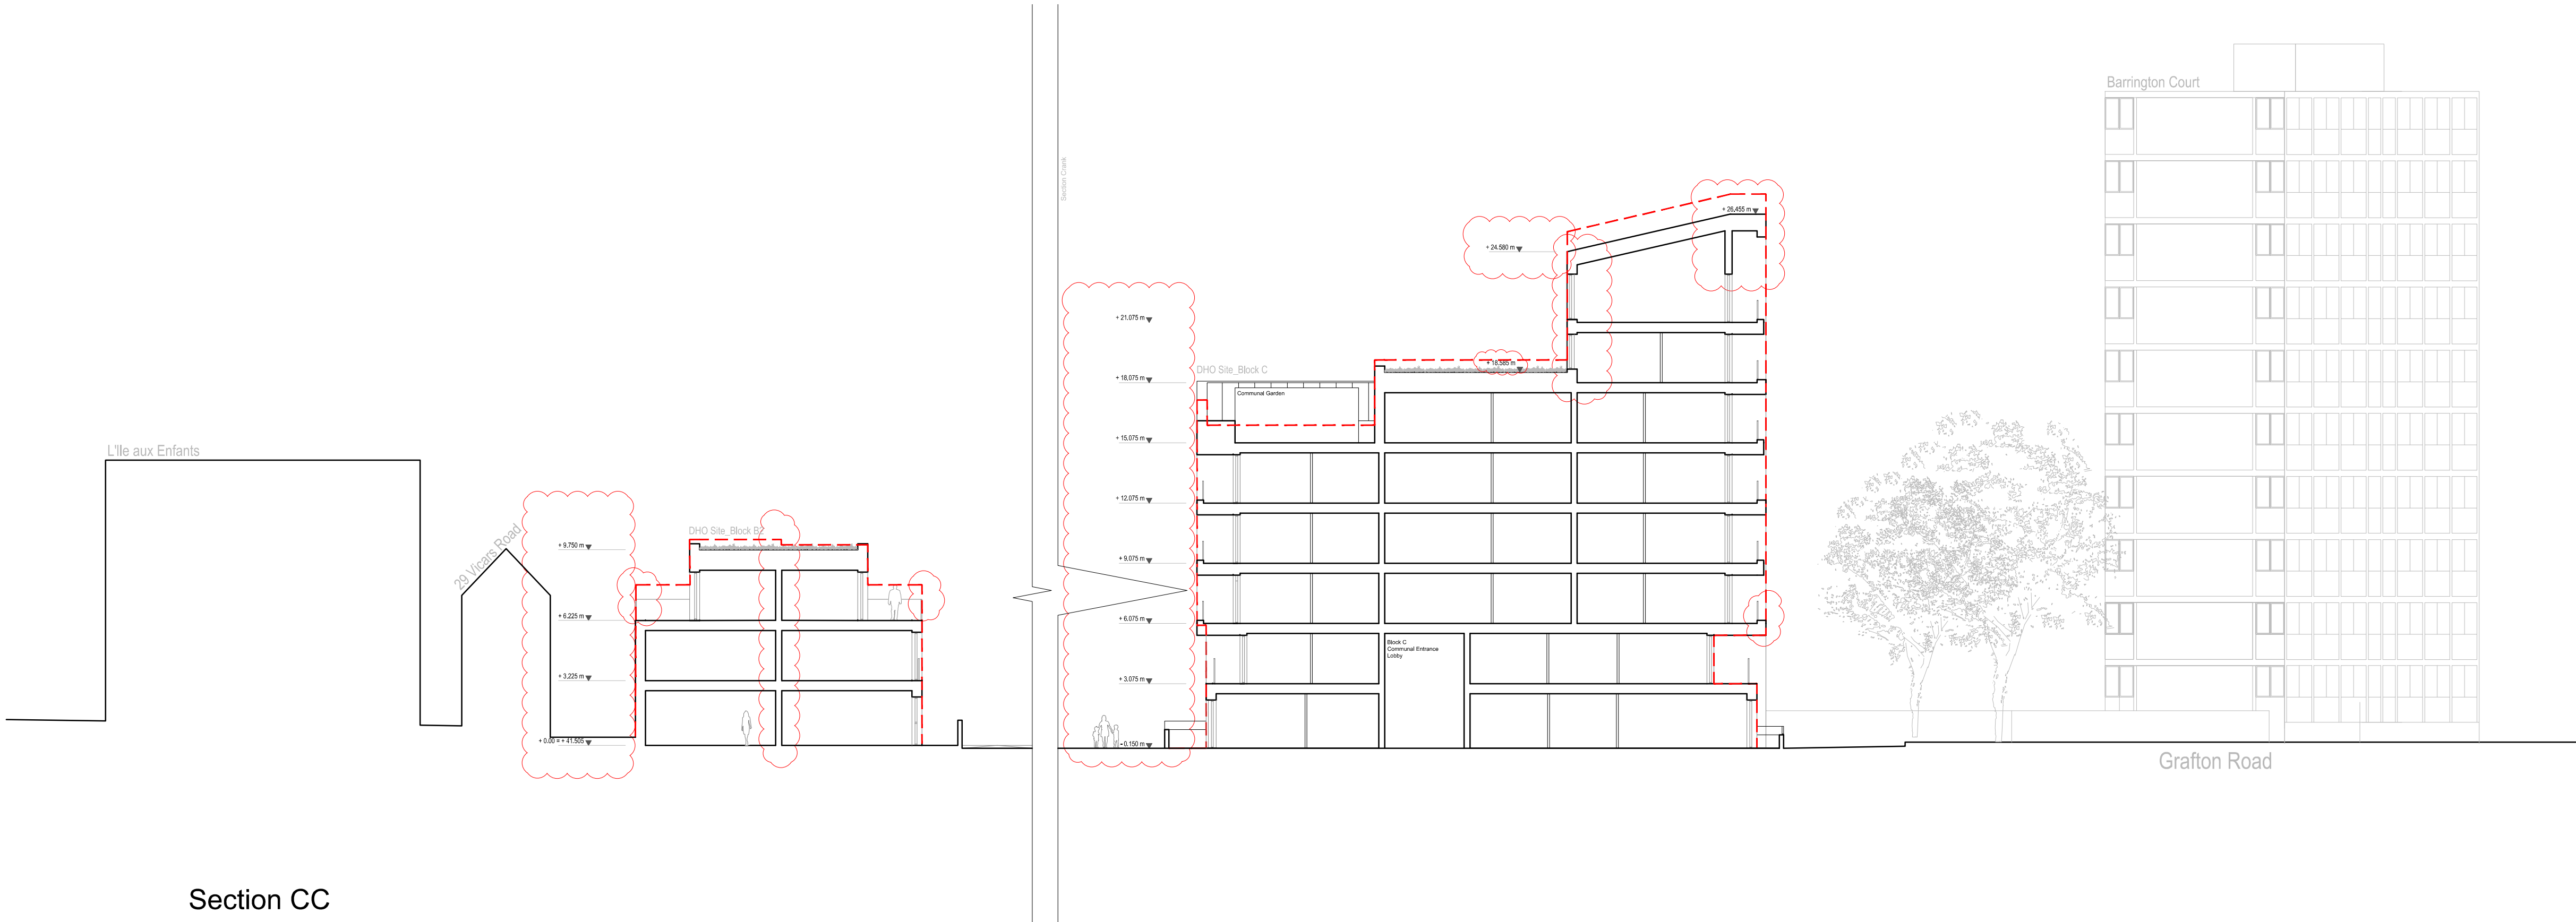 Barrington Court
Section Crank
+ 26.455 m
+ 24.580 m
+ 21.075 m
DHO Site_Block C
+ 18.585 m
+ 18.075 m
Communal Garden
+ 15.075 m
L'Ile aux Enfants
+ 12.075 m
29 Vicars Road
DHO Site_Block B2
+ 9.750 m
+ 9.075 m
+ 6.225 m
+ 6.075 m
Block C
Communal Entrance
Lobby
+ 3.225 m
+ 3.075 m
+ 0.00 = + 41.505
- 0.150 m
Grafton Road
Section CC